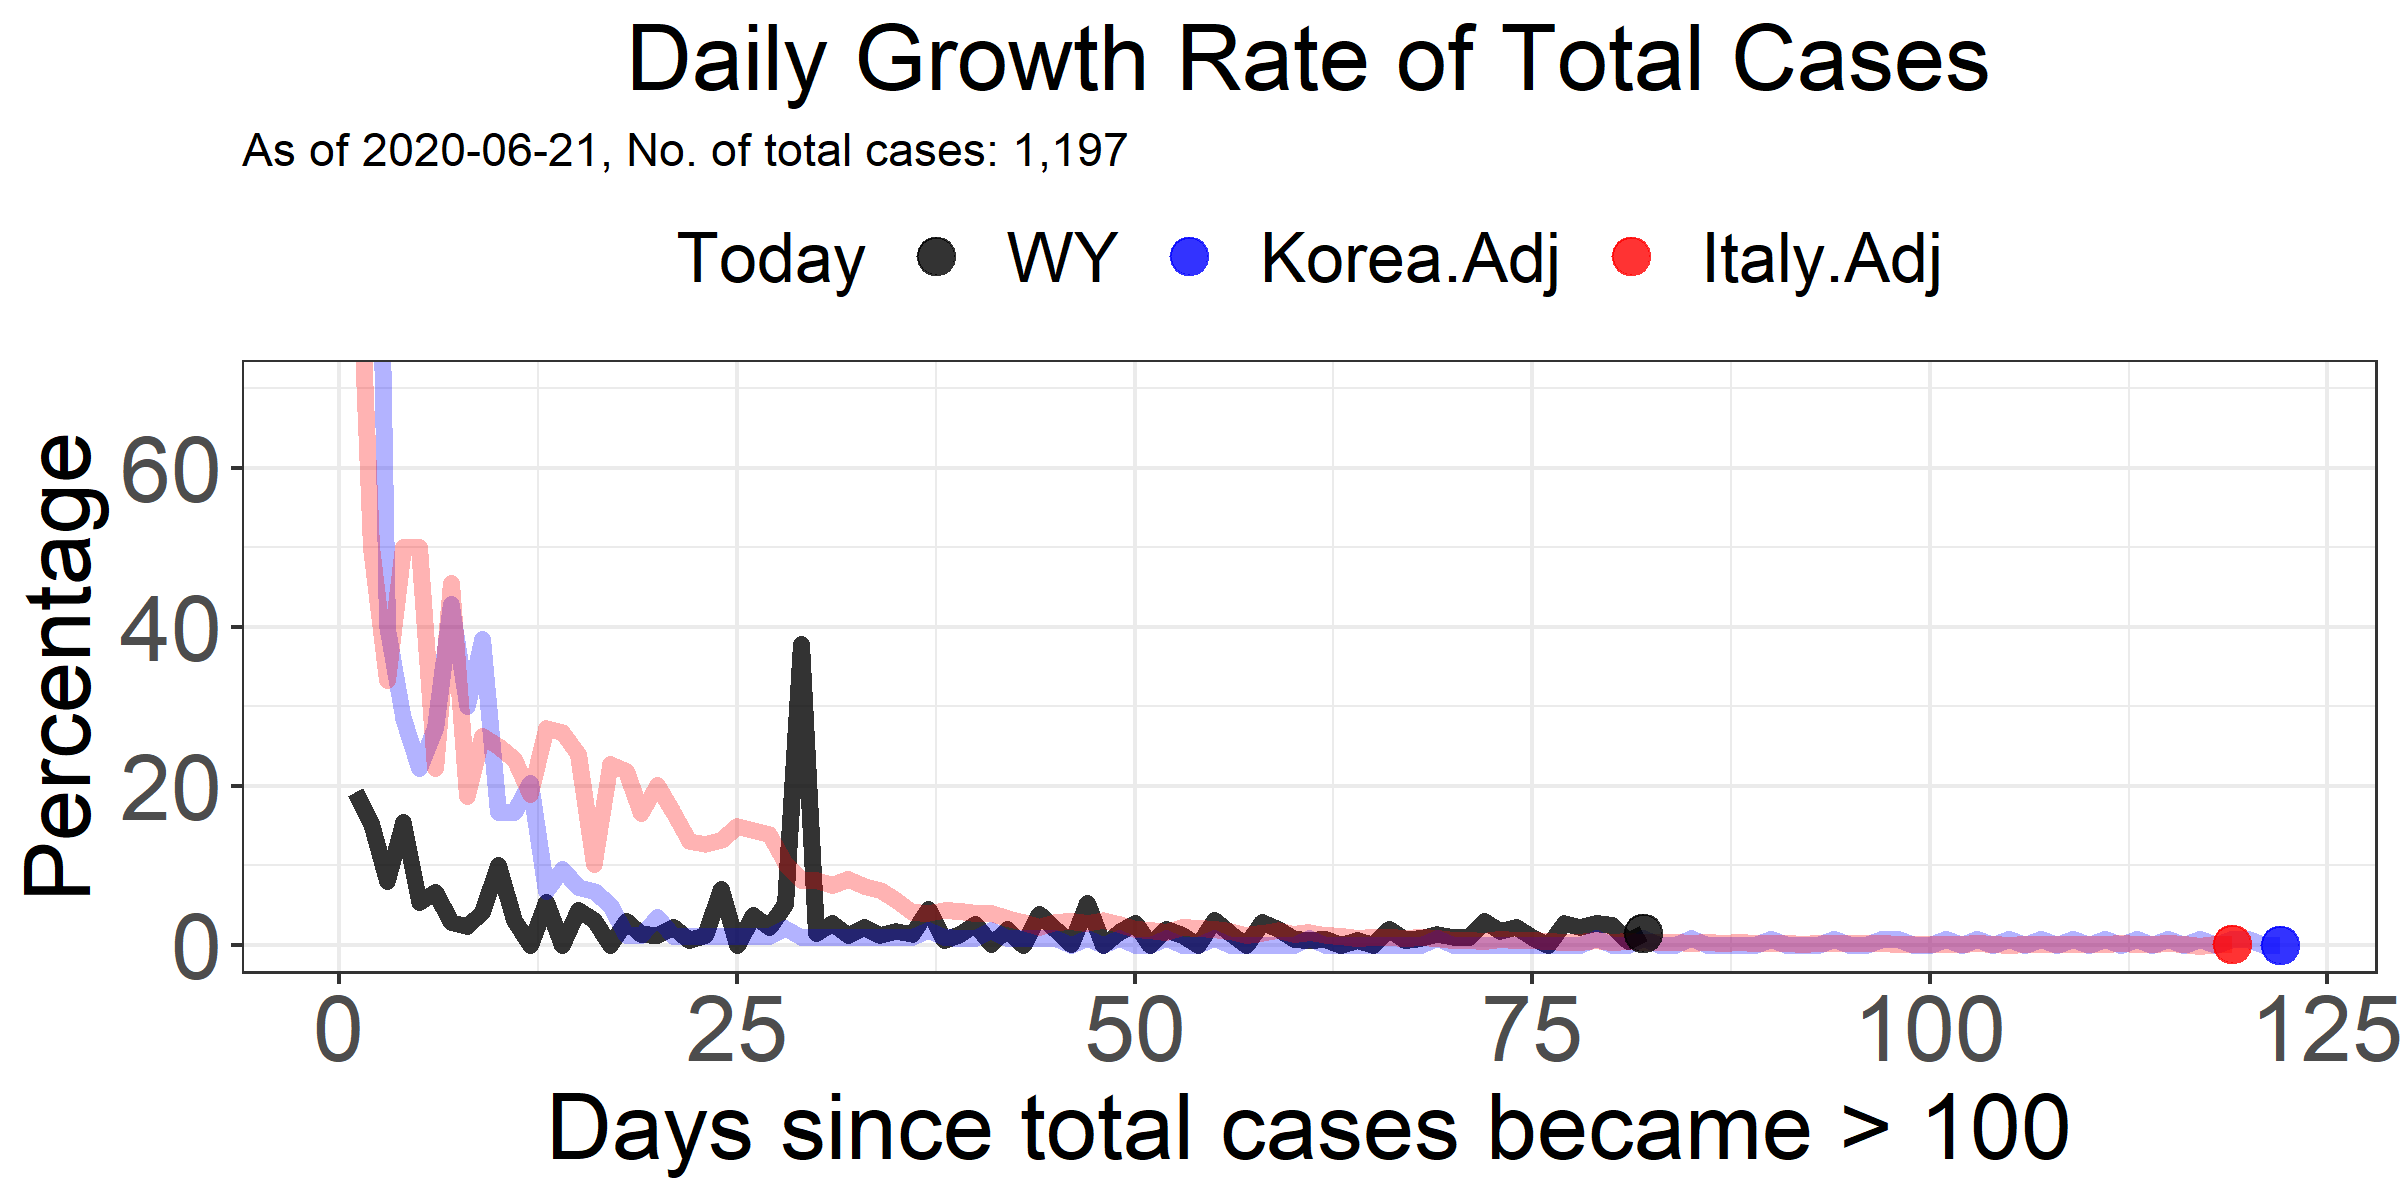 Daily Growth Rate of Total Cases
As of 2020-06-21, No. of total cases: 1,197
Today WY Korea.Adj Italy.Adj
Percentage
60
40
20
0
0 25 50 75 100 125
Days since total cases became > 100